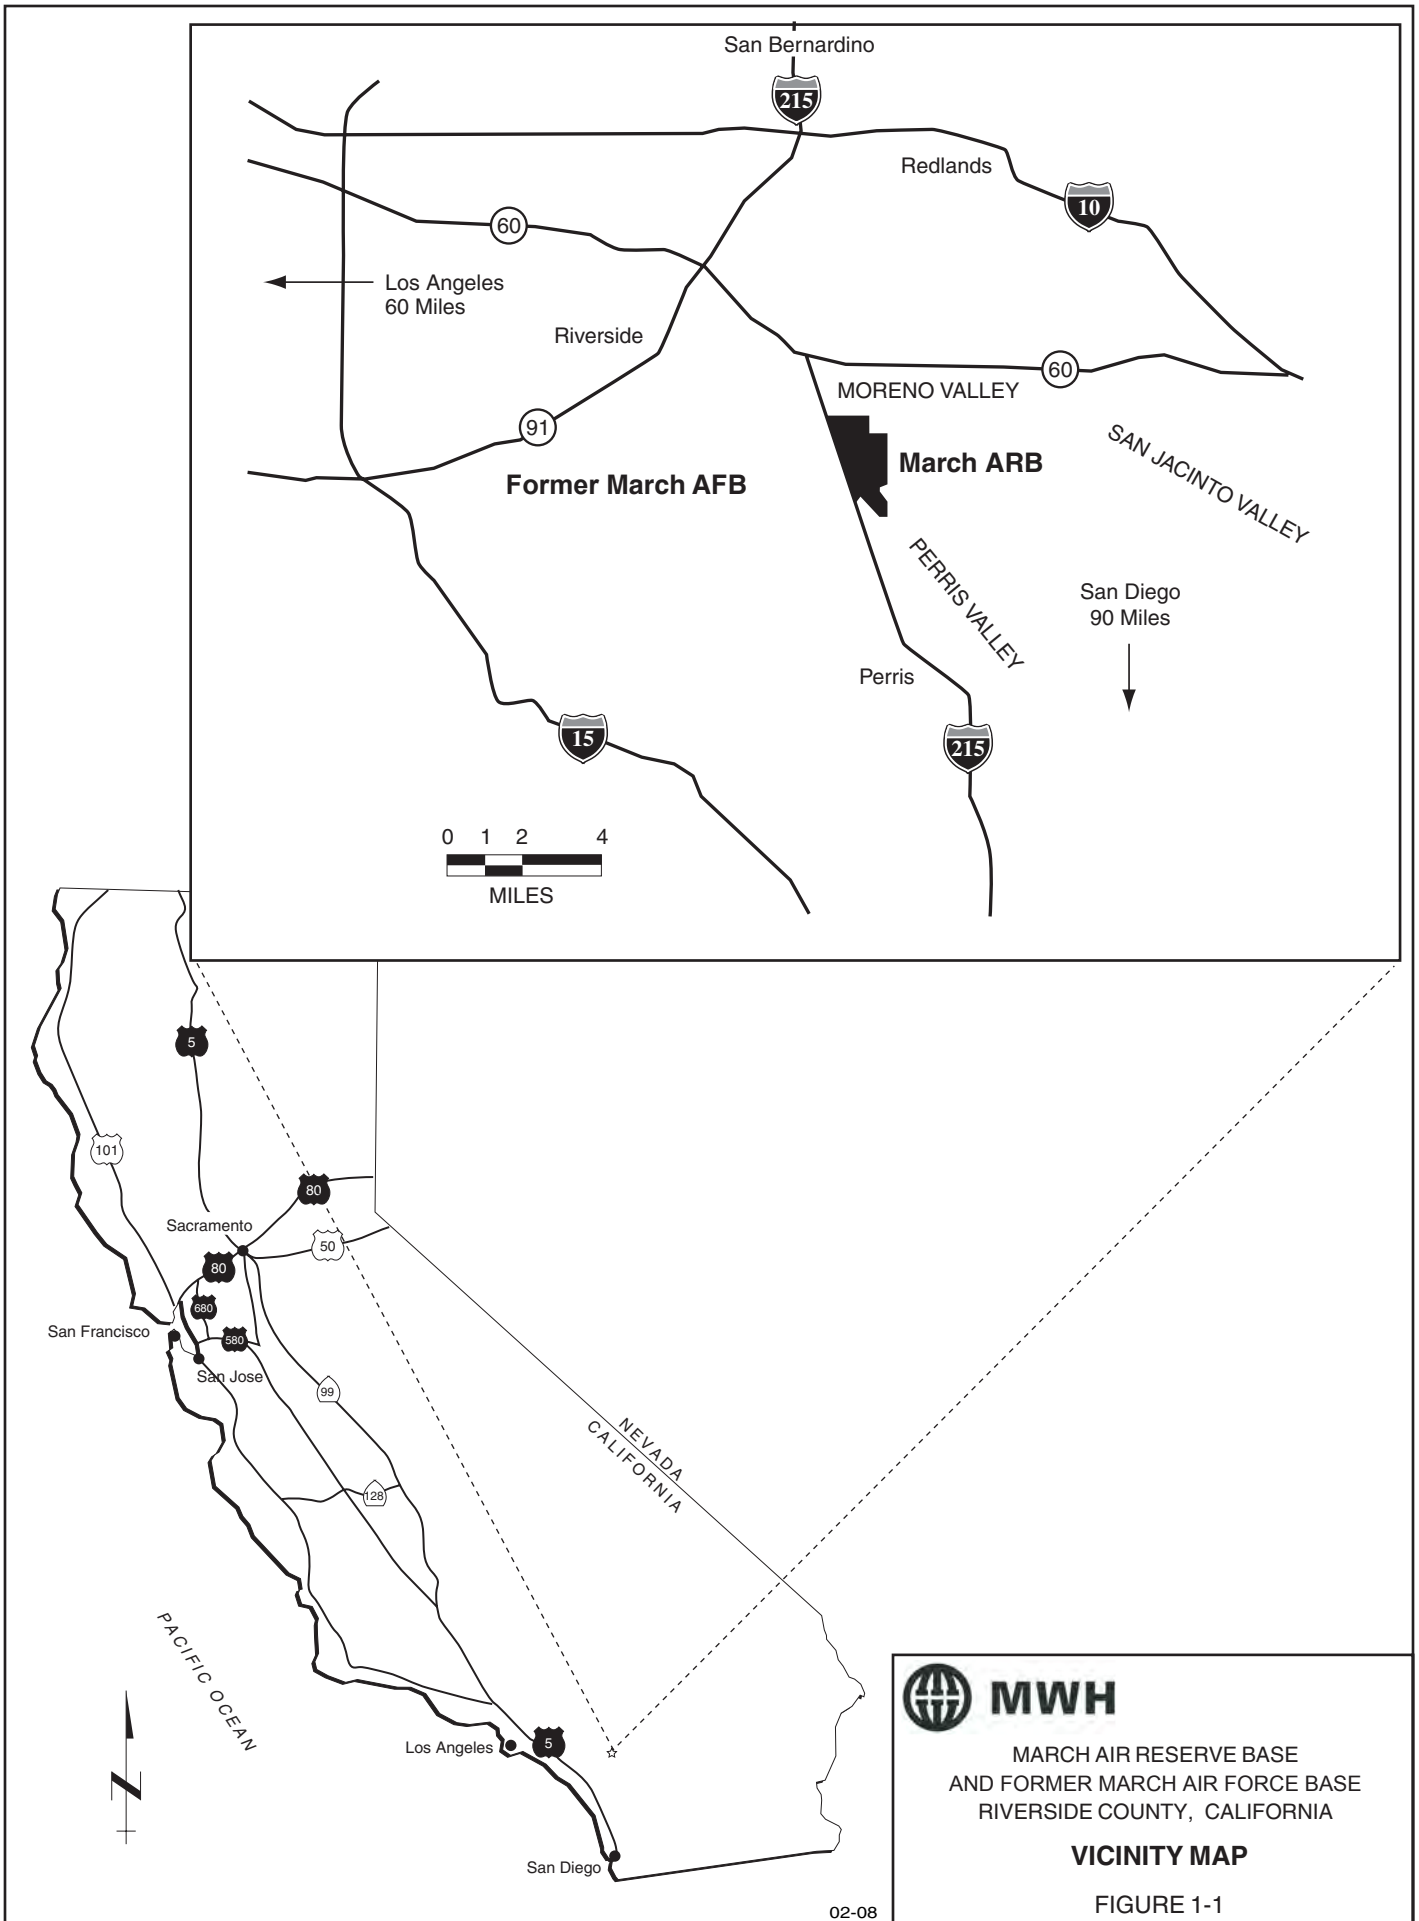 San Bernardino
215
Redlands
10
60
Los Angeles
60 Miles
Riverside
60
MORENO VALLEY
91
March ARB
SAN JACINTO VALLEY
Former March AFB
PERRIS VALLEY
San Diego
90 Miles
Perris
15
215
0 1 2 4
MILES
5
101
80
Sacramento
50
80
680
San Francisco
580
San Jose
99
NEVADA
CALIFORNIA
128
PACIFIC OCEAN
N
Los Angeles
5
San Diego
MWH
MARCH AIR RESERVE BASE
AND FORMER MARCH AIR FORCE BASE
RIVERSIDE COUNTY, CALIFORNIA
VICINITY MAP
FIGURE 1-1
02-08